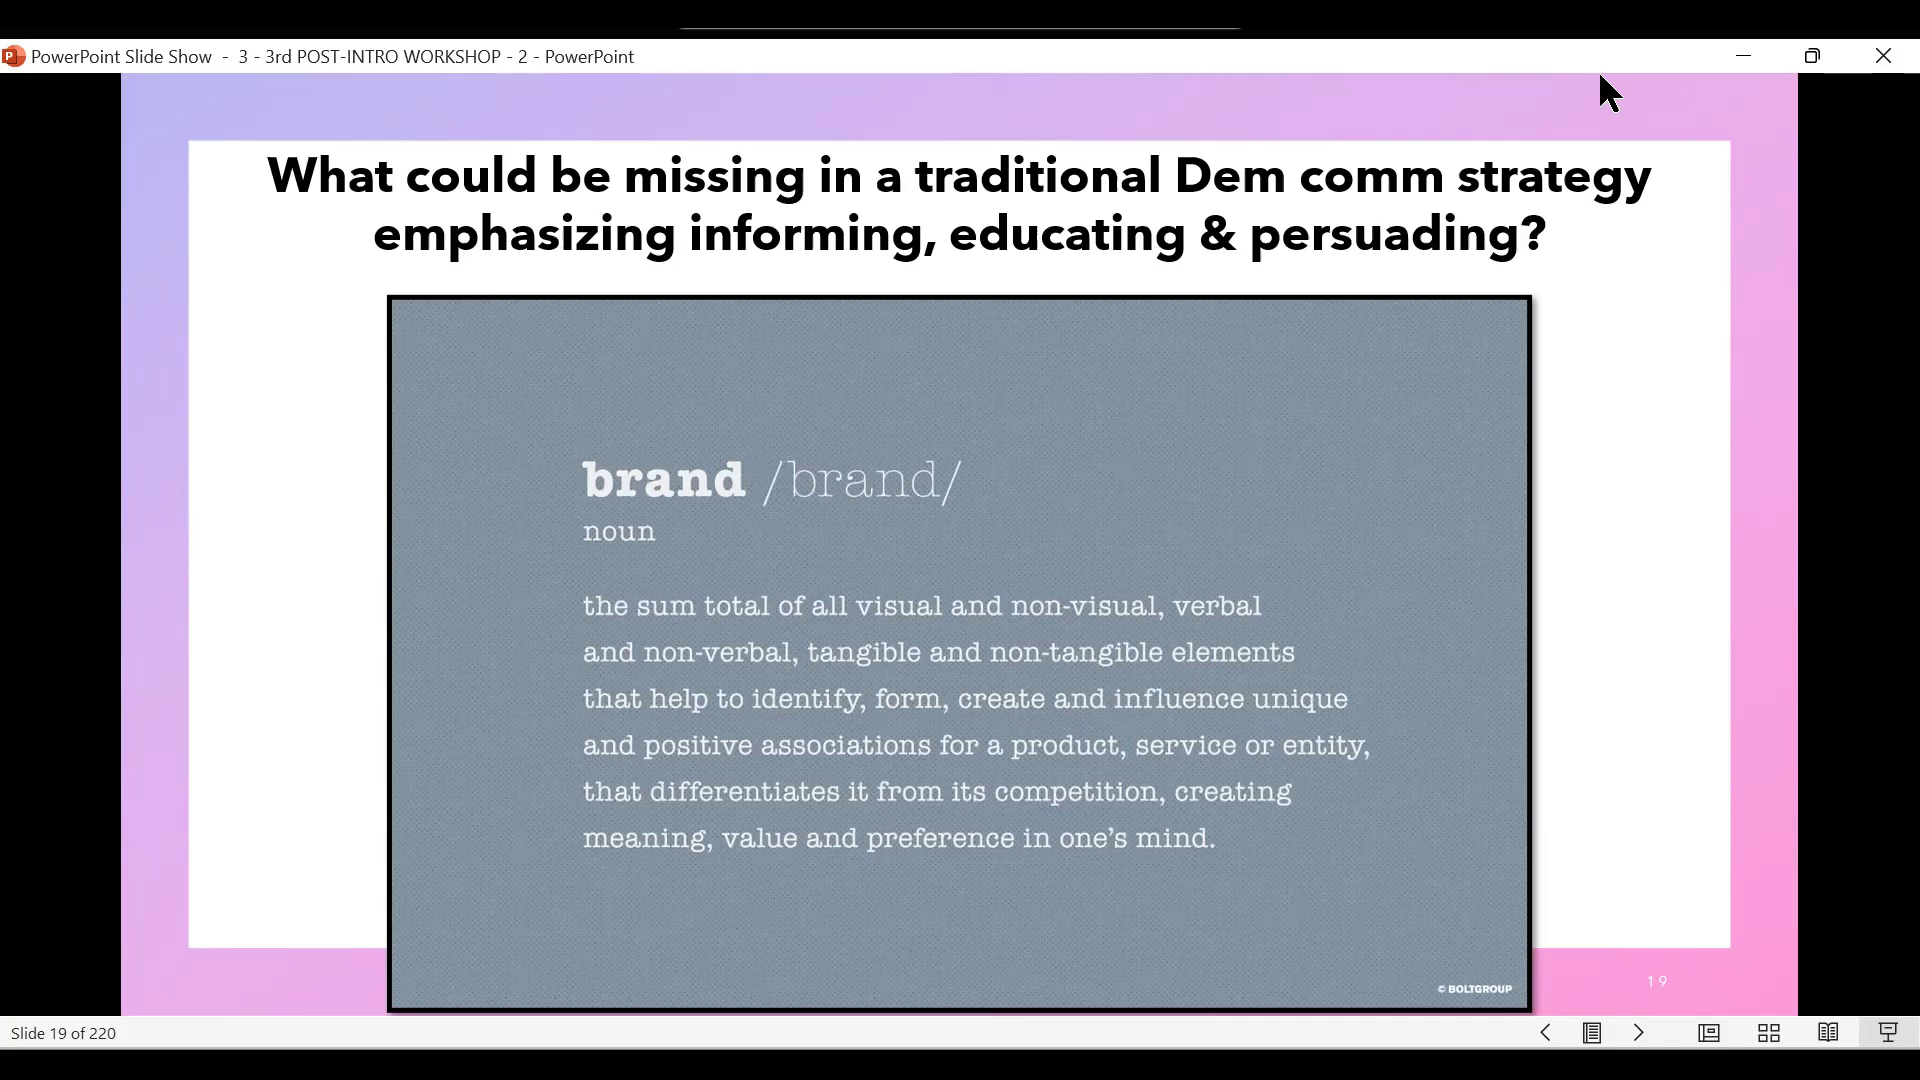 PowerPoint Slide Show - 3 - 3rd POST-INTRO WORKSHOP - 2 - PowerPoint
What could be missing in a traditional Dem comm strategy
emphasizing informing, educating & persuading?
brand /brand/
noun
the sum total of all visual and non-visual, verbal
and non-verbal, tangible and non-tangible elements
that help to identify, form, create and influence unique
and positive associations for a product, service or entity,
that differentiates it from its competition, creating
meaning, value and preference in one’s mind.
© BOLTGROUP
19
Slide 19 of 220